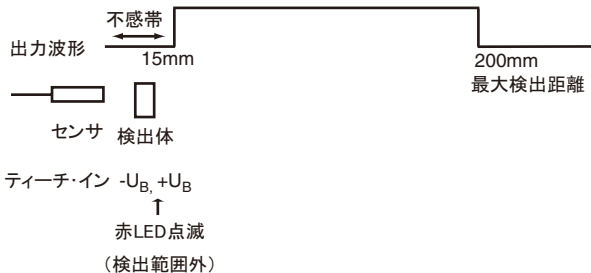 不感帯
出力波形
15mm
200mm
最大検出距離
センサ
検出体
ティーチ・イン -UB, +UB
赤LED点滅
(検出範囲外)